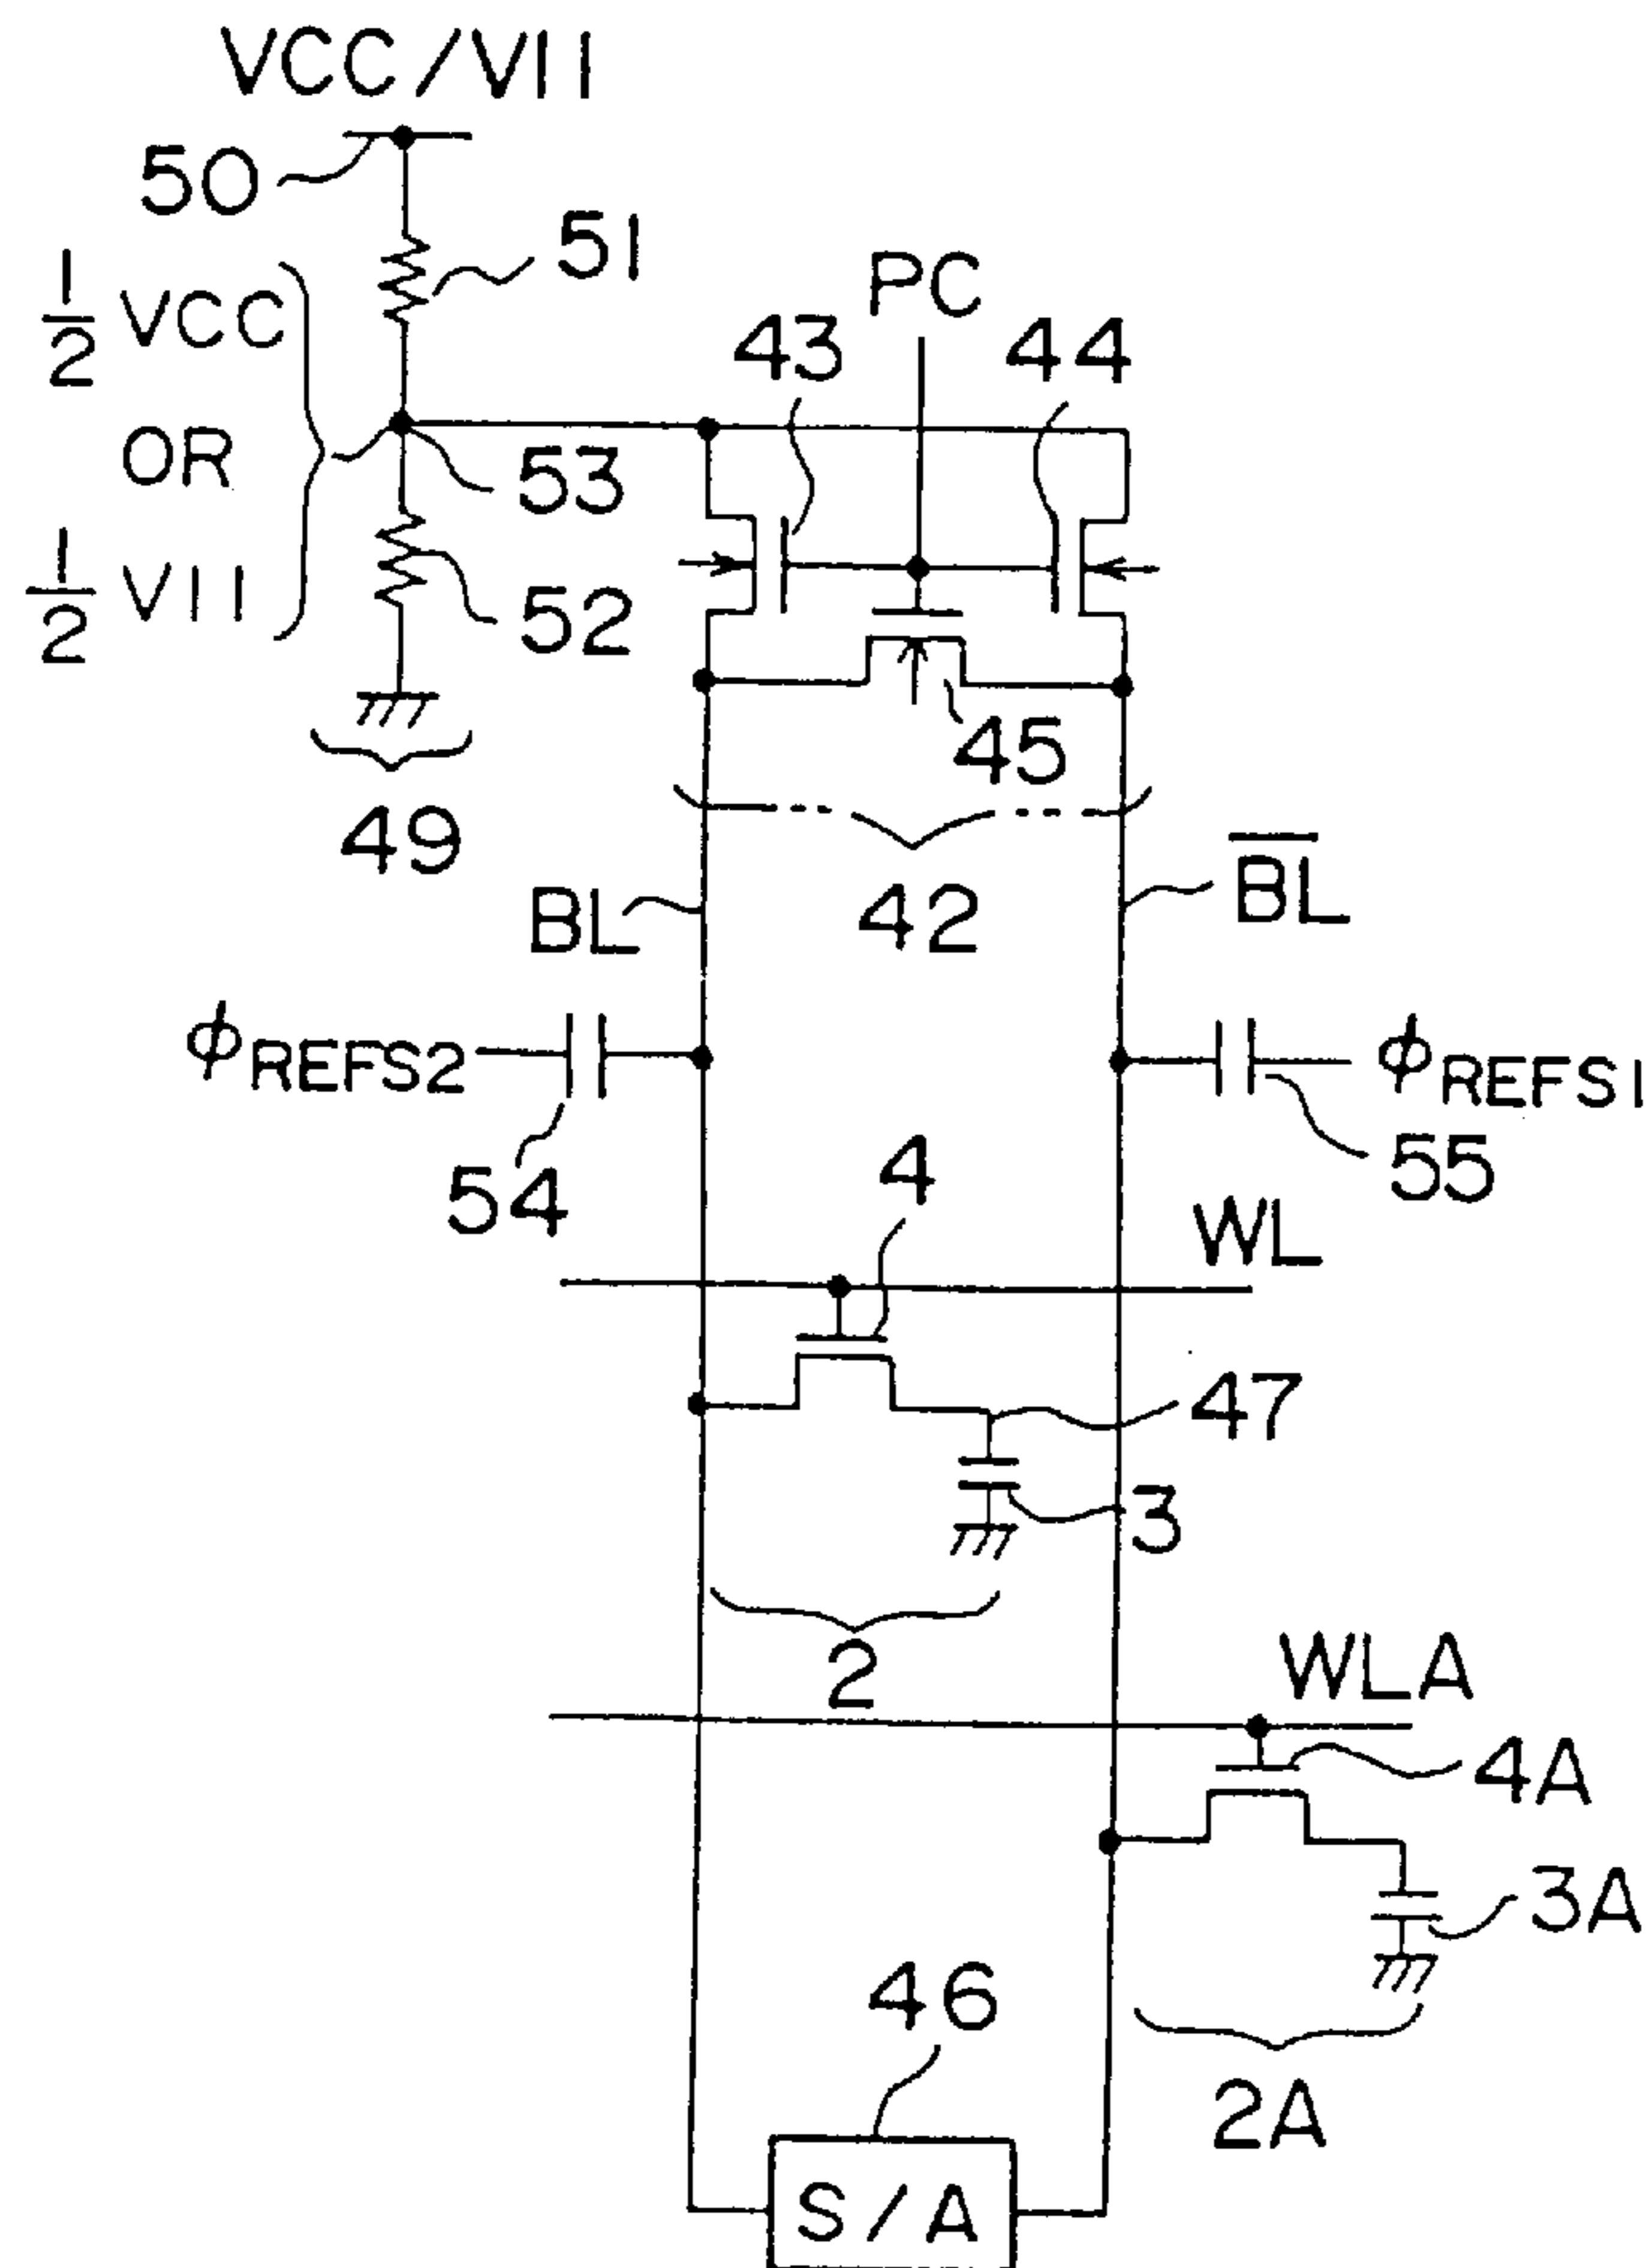 VCC/VII
50
51
1/2 VCC
OR
1/2 VII
53
52
49
PC
43
44
45
42
BL
B̅L̅
ΦREFS2
ΦREFS1
54
55
4
WL
47
3
2
WLA
4A
3A
2A
46
S/A